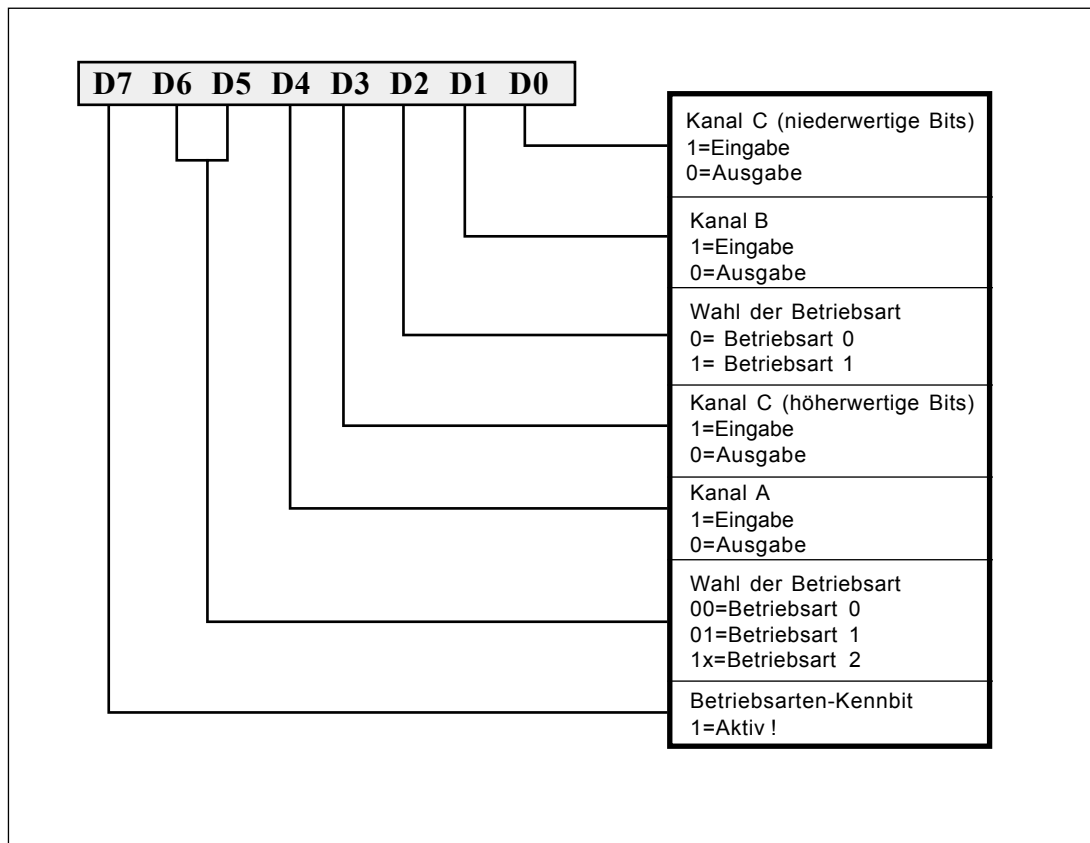 D7 D6 D5 D4 D3 D2 D1 D0
Kanal C (niederwertige Bits)
1=Eingabe
0=Ausgabe
Kanal B
1=Eingabe
0=Ausgabe
Wahl der Betriebsart
0= Betriebsart 0
1= Betriebsart 1
Kanal C (höherwertige Bits)
1=Eingabe
0=Ausgabe
Kanal A
1=Eingabe
0=Ausgabe
Wahl der Betriebsart
00=Betriebsart 0
01=Betriebsart 1
1x=Betriebsart 2
Betriebsarten-Kennbit
1=Aktiv !